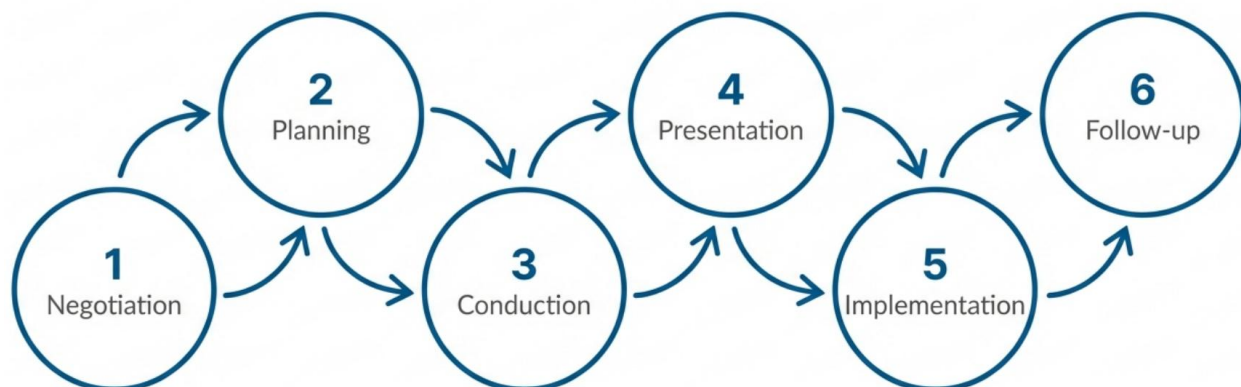 1
Negotiation
2
Planning
3
Conduction
4
Presentation
5
Implementation
6
Follow-up